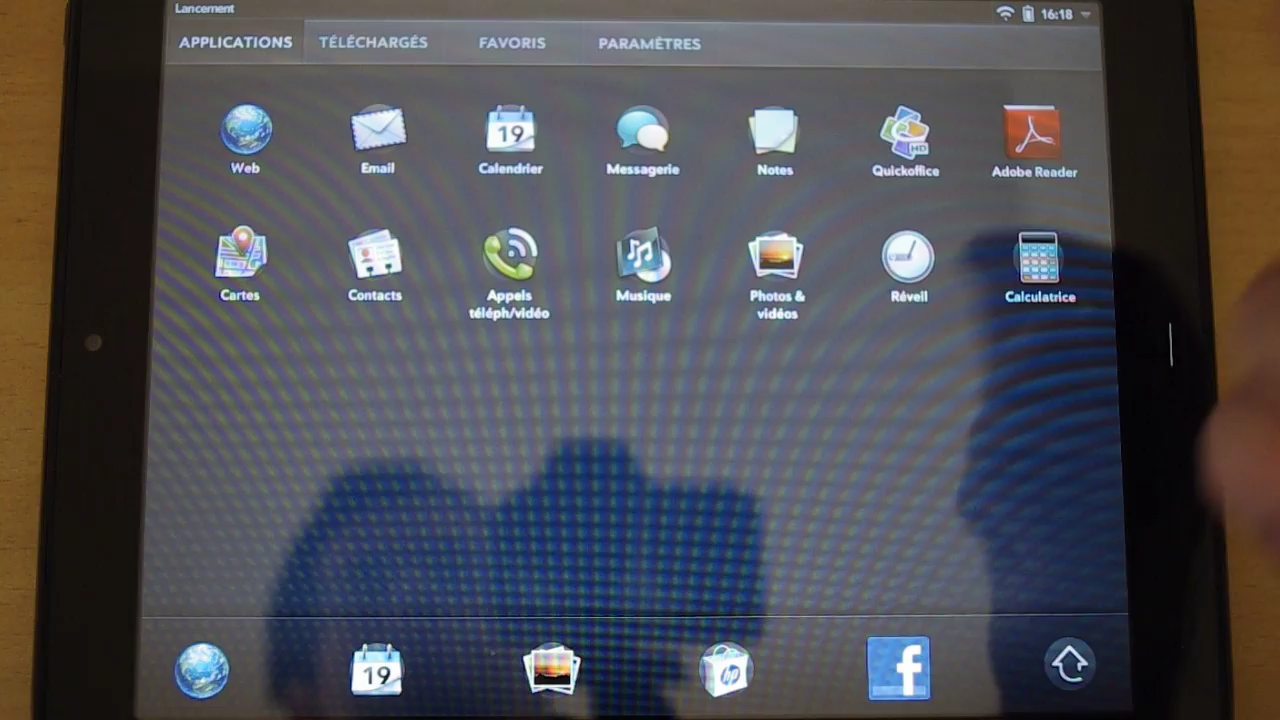 Lancement
16:18
APPLICATIONS TÉLÉCHARGÉS FAVORIS PARAMÈTRES
19
HD
Web Email Calendrier Messagerie Notes Quickoffice Adobe Reader
Cartes Contacts Appels téléph/vidéo Musique Photos & vidéos Réveil Calculatrice
19
hp
f